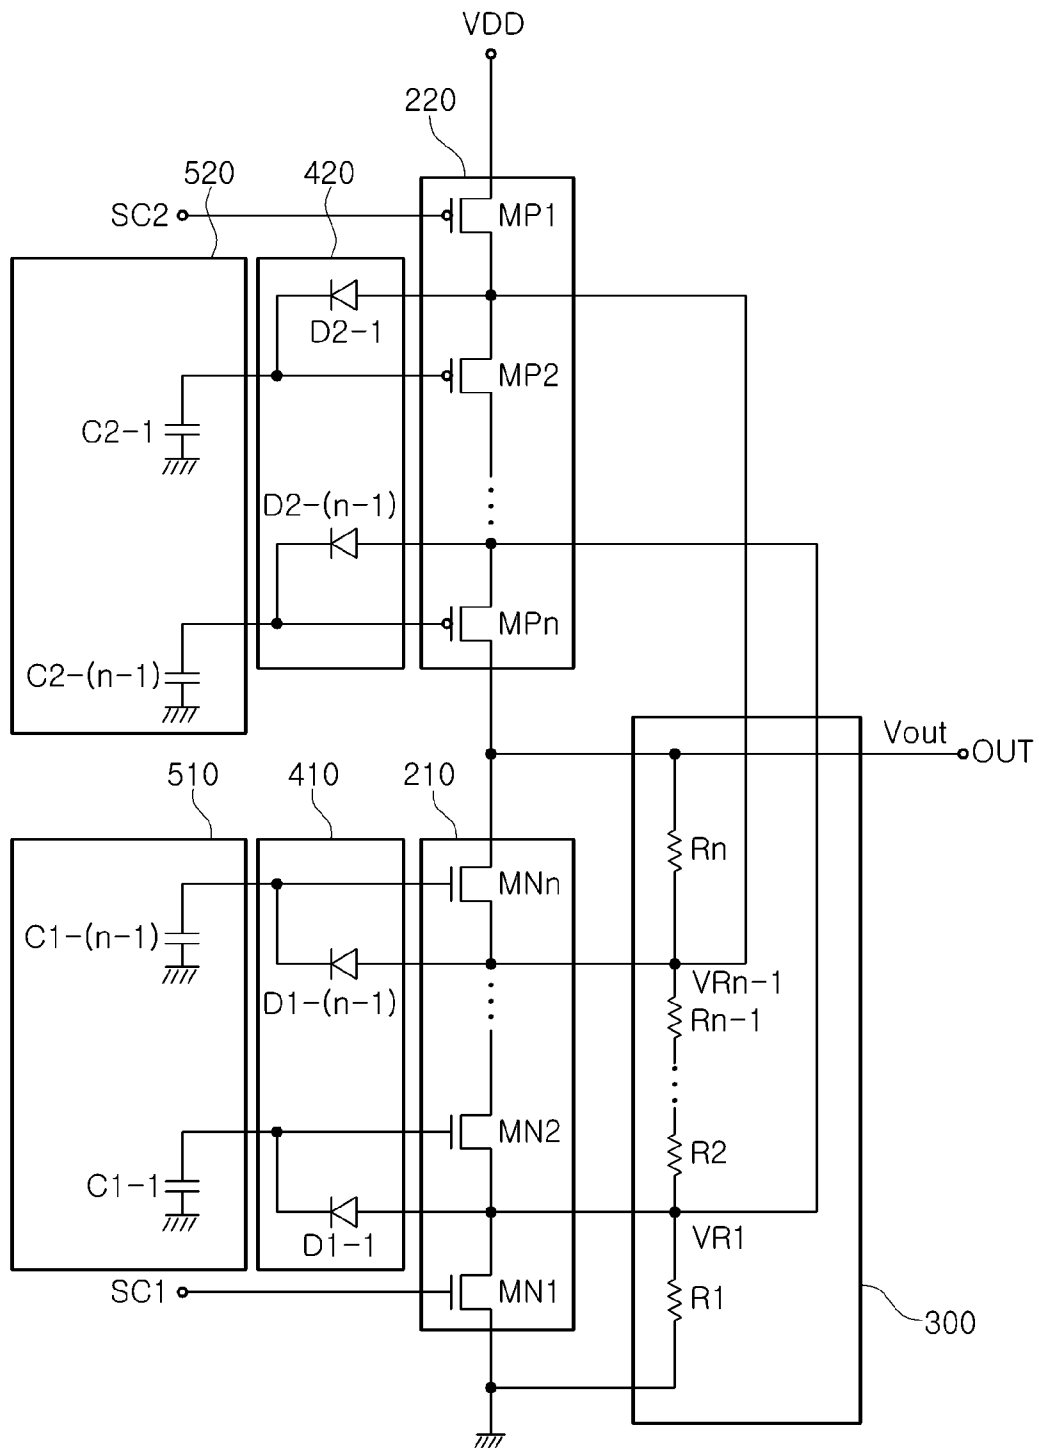 VDD
220
520
420
SC2
MP1
D2-1
MP2
C2-1
D2-(n-1)
MPn
C2-(n-1)
Vout
OUT
510
410
210
Rn
MNn
C1-(n-1)
VRn-1
D1-(n-1)
Rn-1
MN2
R2
C1-1
VR1
D1-1
SC1
MN1
R1
300